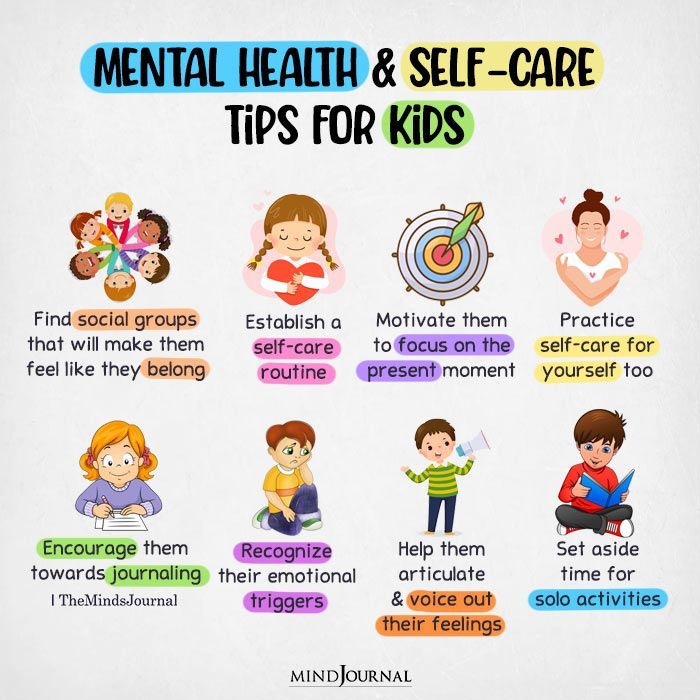 MENTAL HEALTH & SELF-CARE
TIPS FOR KIDS
Find social groups
that will make them
feel like they belong
Establish a
self-care
routine
Motivate them
to focus on the
present moment
Practice
self-care for
yourself too
Encourage them
towards journaling
| TheMindsJournal
Recognize
their emotional
triggers
Help them
articulate
& voice out
their feelings
Set aside
time for
solo activities
MINDJOURNAL